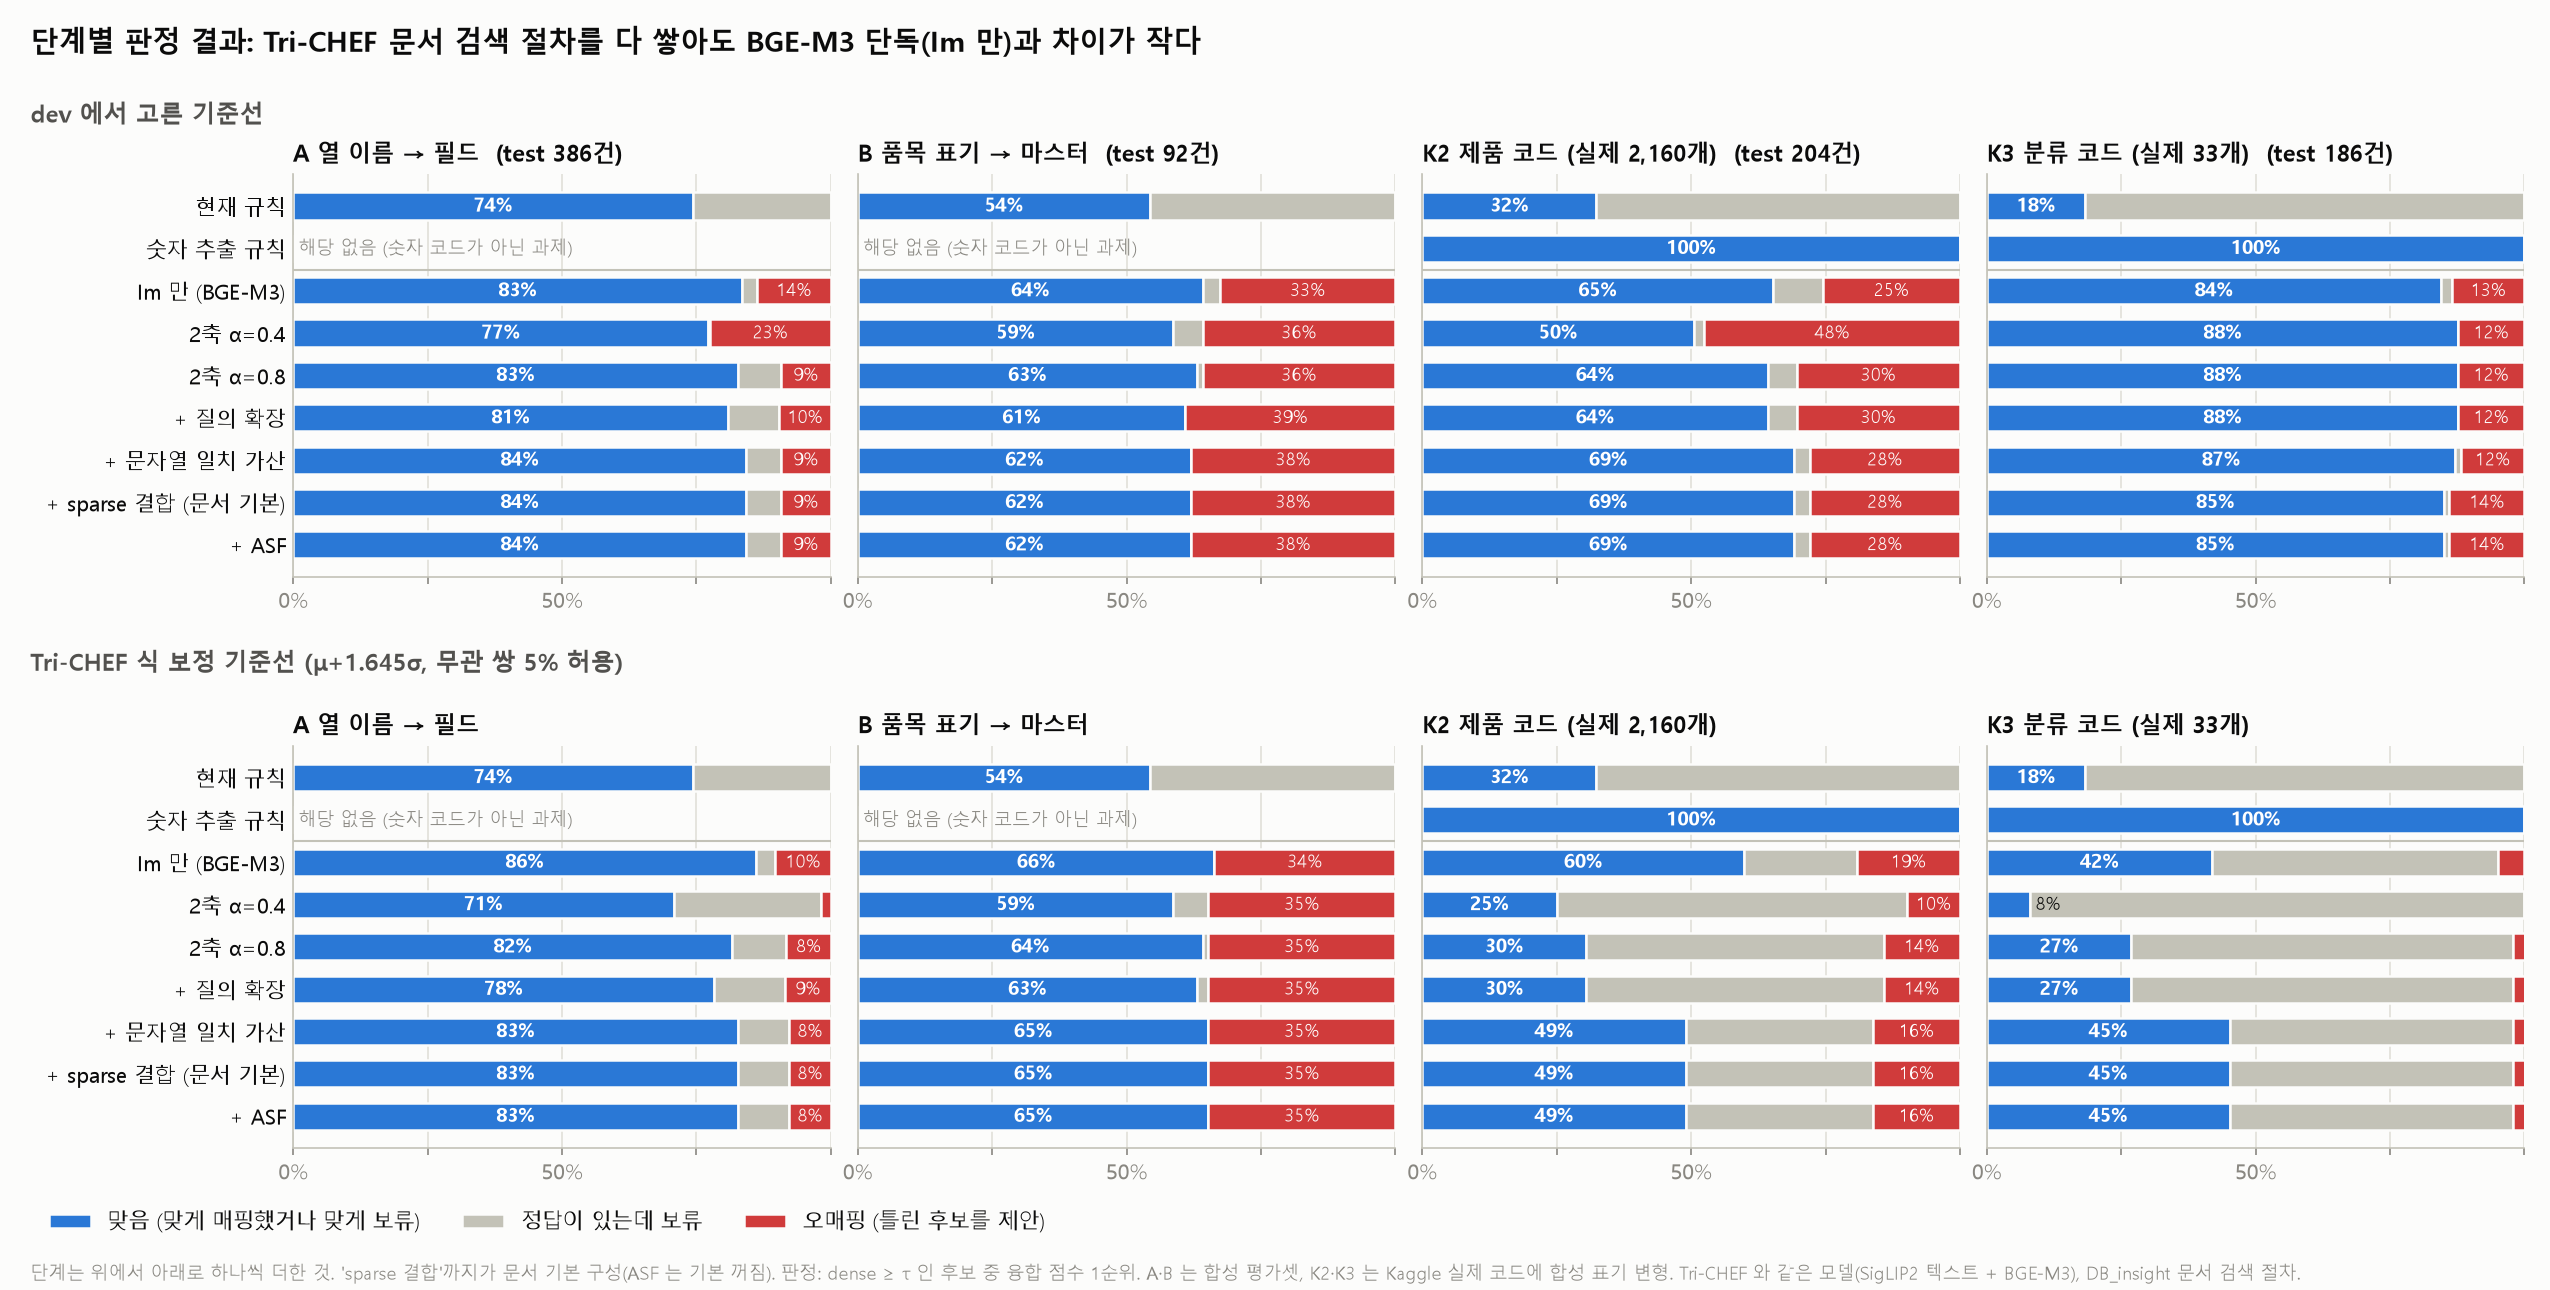 단계별 판정 결과: Tri-CHEF 문서 검색 절차를 다 쌓아도 BGE-M3 단독(Im 만)과 차이가 작다
dev 에서 고른 기준선
A 열 이름 → 필드 (test 386건) B 품목 표기 → 마스터 (test 92건) K2 제품 코드 (실제 2,160개) (test 204건) K3 분류 코드 (실제 33개) (test 186건)
현재 규칙 74% 54% 32% 18%
숫자 추출 규칙 해당 없음 (숫자 코드가 아닌 과제) 해당 없음 (숫자 코드가 아닌 과제) 100% 100%
Im 만 (BGE-M3) 83% 14% 64% 33% 65% 25% 84% 13%
2축 α=0.4 77% 23% 59% 36% 50% 48% 88% 12%
2축 α=0.8 83% 9% 63% 36% 64% 30% 88% 12%
+ 질의 확장 81% 10% 61% 39% 64% 30% 88% 12%
+ 문자열 일치 가산 84% 9% 62% 38% 69% 28% 87% 12%
+ sparse 결합 (문서 기본) 84% 9% 62% 38% 69% 28% 85% 14%
+ ASF 84% 9% 62% 38% 69% 28% 85% 14%
0% 50% 0% 50% 0% 50% 0% 50%
Tri-CHEF 식 보정 기준선 (μ+1.645σ, 무관 쌍 5% 허용)
A 열 이름 → 필드 B 품목 표기 → 마스터 K2 제품 코드 (실제 2,160개) K3 분류 코드 (실제 33개)
현재 규칙 74% 54% 32% 18%
숫자 추출 규칙 해당 없음 (숫자 코드가 아닌 과제) 해당 없음 (숫자 코드가 아닌 과제) 100% 100%
Im 만 (BGE-M3) 86% 10% 66% 34% 60% 19% 42%
2축 α=0.4 71% 59% 35% 25% 10% 8%
2축 α=0.8 82% 8% 64% 35% 30% 14% 27%
+ 질의 확장 78% 9% 63% 35% 30% 14% 27%
+ 문자열 일치 가산 83% 8% 65% 35% 49% 16% 45%
+ sparse 결합 (문서 기본) 83% 8% 65% 35% 49% 16% 45%
+ ASF 83% 8% 65% 35% 49% 16% 45%
0% 50% 0% 50% 0% 50% 0% 50%
맞음 (맞게 매핑했거나 맞게 보류) 정답이 있는데 보류 오매핑 (틀린 후보를 제안)
단계는 위에서 아래로 하나씩 더한 것. 'sparse 결합'까지가 문서 기본 구성(ASF 는 기본 꺼짐). 판정: dense ≥ τ 인 후보 중 융합 점수 1순위. A·B 는 합성 평가셋, K2·K3 는 Kaggle 실제 코드에 합성 표기 변형. Tri-CHEF 와 같은 모델(SigLIP2 텍스트 + BGE-M3), DB_insight 문서 검색 절차.